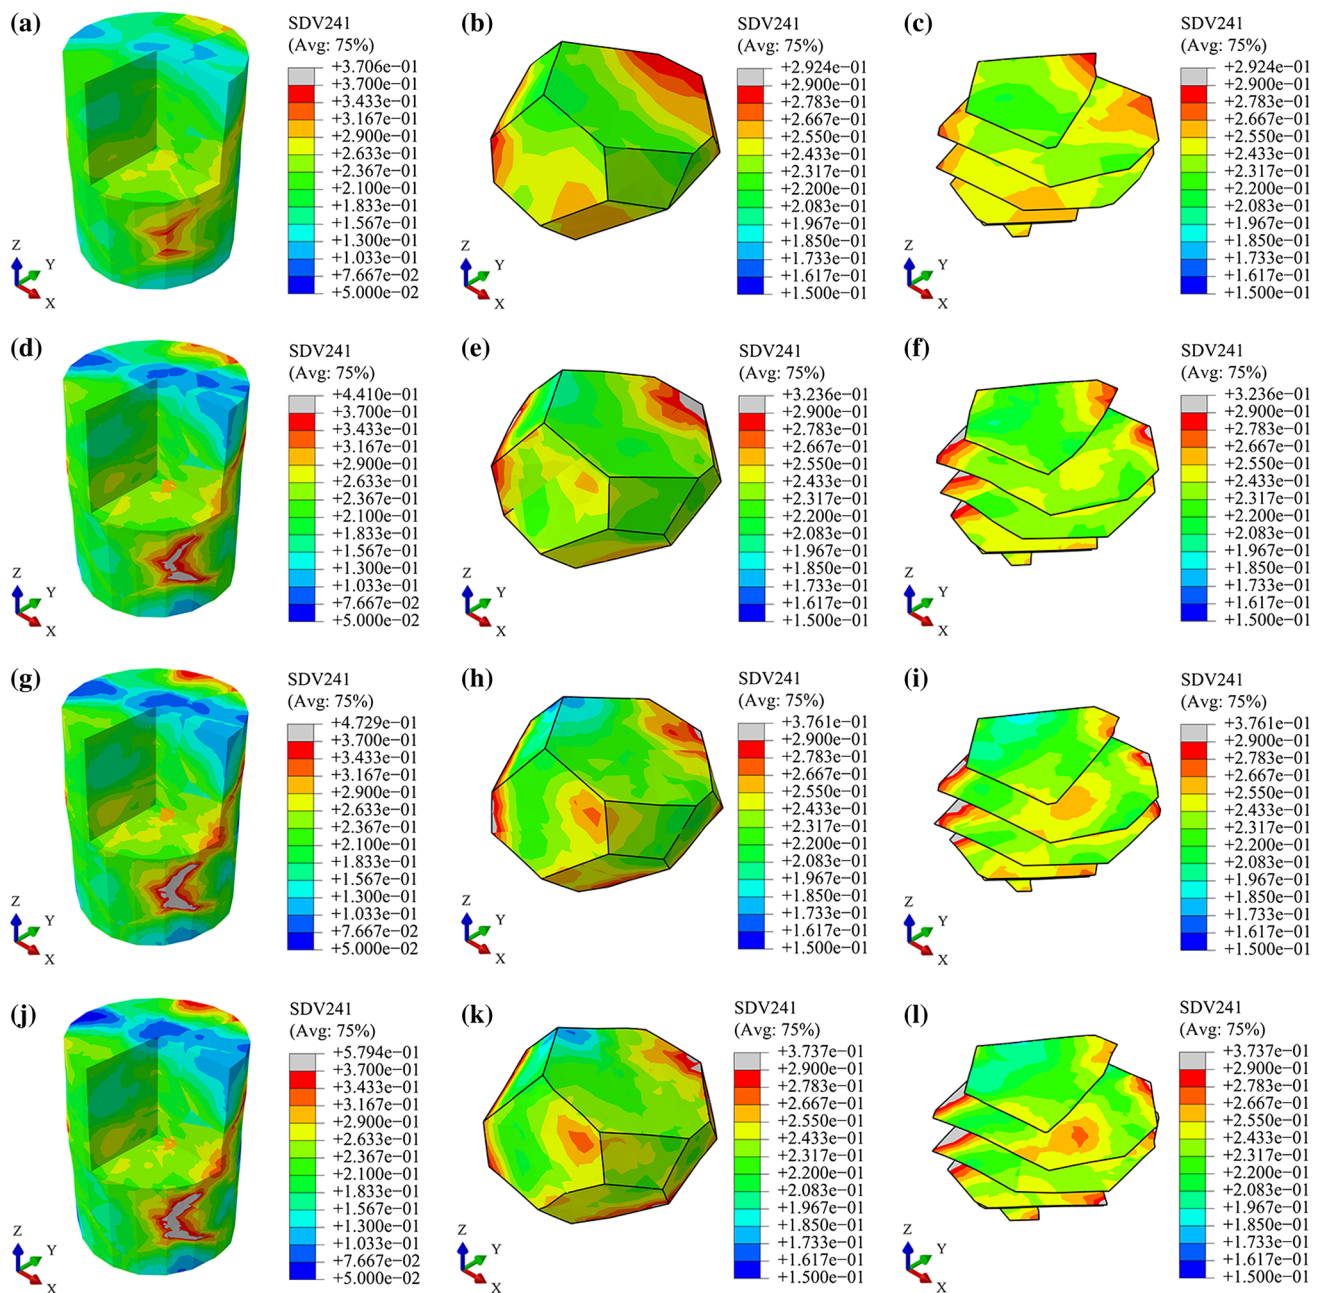 (a)
SDV241
(Avg: 75%)
+3.706e−01
+3.700e−01
+3.433e−01
+3.167e−01
+2.900e−01
+2.633e−01
+2.367e−01
+2.100e−01
+1.833e−01
+1.567e−01
+1.300e−01
+1.033e−01
+7.667e−02
+5.000e−02
Z
Y
X
(b)
SDV241
(Avg: 75%)
+2.924e−01
+2.900e−01
+2.783e−01
+2.667e−01
+2.550e−01
+2.433e−01
+2.317e−01
+2.200e−01
+2.083e−01
+1.967e−01
+1.850e−01
+1.733e−01
+1.617e−01
+1.500e−01
Z
Y
X
(c)
SDV241
(Avg: 75%)
+2.924e−01
+2.900e−01
+2.783e−01
+2.667e−01
+2.550e−01
+2.433e−01
+2.317e−01
+2.200e−01
+2.083e−01
+1.967e−01
+1.850e−01
+1.733e−01
+1.617e−01
+1.500e−01
Z
Y
X
(d)
SDV241
(Avg: 75%)
+4.410e−01
+3.700e−01
+3.433e−01
+3.167e−01
+2.900e−01
+2.633e−01
+2.367e−01
+2.100e−01
+1.833e−01
+1.567e−01
+1.300e−01
+1.033e−01
+7.667e−02
+5.000e−02
Z
Y
X
(e)
SDV241
(Avg: 75%)
+3.236e−01
+2.900e−01
+2.783e−01
+2.667e−01
+2.550e−01
+2.433e−01
+2.317e−01
+2.200e−01
+2.083e−01
+1.967e−01
+1.850e−01
+1.733e−01
+1.617e−01
+1.500e−01
Z
Y
X
(f)
SDV241
(Avg: 75%)
+3.236e−01
+2.900e−01
+2.783e−01
+2.667e−01
+2.550e−01
+2.433e−01
+2.317e−01
+2.200e−01
+2.083e−01
+1.967e−01
+1.850e−01
+1.733e−01
+1.617e−01
+1.500e−01
Z
Y
X
(g)
SDV241
(Avg: 75%)
+4.729e−01
+3.700e−01
+3.433e−01
+3.167e−01
+2.900e−01
+2.633e−01
+2.367e−01
+2.100e−01
+1.833e−01
+1.567e−01
+1.300e−01
+1.033e−01
+7.667e−02
+5.000e−02
Z
Y
X
(h)
SDV241
(Avg: 75%)
+3.761e−01
+2.900e−01
+2.783e−01
+2.667e−01
+2.550e−01
+2.433e−01
+2.317e−01
+2.200e−01
+2.083e−01
+1.967e−01
+1.850e−01
+1.733e−01
+1.617e−01
+1.500e−01
Z
Y
X
(i)
SDV241
(Avg: 75%)
+3.761e−01
+2.900e−01
+2.783e−01
+2.667e−01
+2.550e−01
+2.433e−01
+2.317e−01
+2.200e−01
+2.083e−01
+1.967e−01
+1.850e−01
+1.733e−01
+1.617e−01
+1.500e−01
Z
Y
X
(j)
SDV241
(Avg: 75%)
+5.794e−01
+3.700e−01
+3.433e−01
+3.167e−01
+2.900e−01
+2.633e−01
+2.367e−01
+2.100e−01
+1.833e−01
+1.567e−01
+1.300e−01
+1.033e−01
+7.667e−02
+5.000e−02
Z
Y
X
(k)
SDV241
(Avg: 75%)
+3.737e−01
+2.900e−01
+2.783e−01
+2.667e−01
+2.550e−01
+2.433e−01
+2.317e−01
+2.200e−01
+2.083e−01
+1.967e−01
+1.850e−01
+1.733e−01
+1.617e−01
+1.500e−01
Z
Y
X
(l)
SDV241
(Avg: 75%)
+3.737e−01
+2.900e−01
+2.783e−01
+2.667e−01
+2.550e−01
+2.433e−01
+2.317e−01
+2.200e−01
+2.083e−01
+1.967e−01
+1.850e−01
+1.733e−01
+1.617e−01
+1.500e−01
Z
Y
X